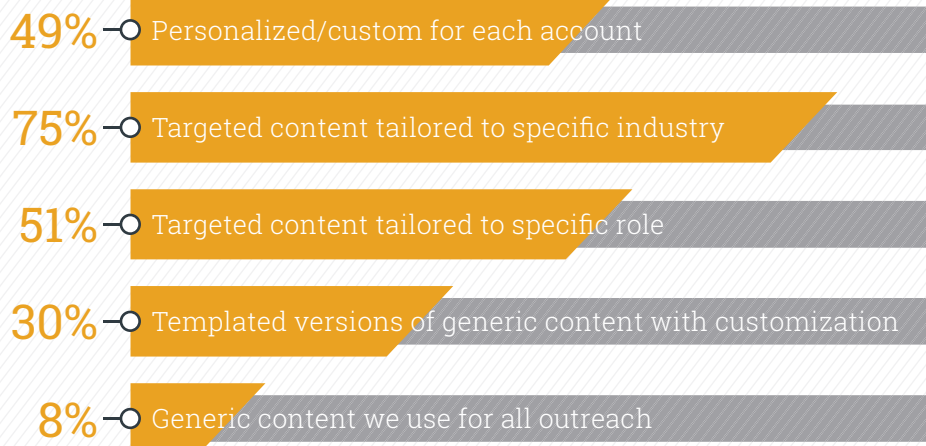 49% Personalized/custom for each account
75% Targeted content tailored to specific industry
51% Targeted content tailored to specific role
30% Templated versions of generic content with customization
8% Generic content we use for all outreach